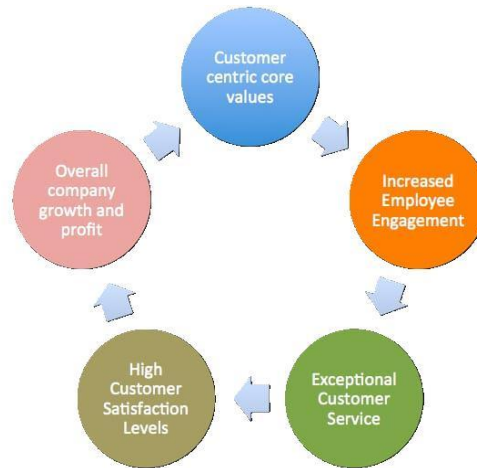 Customer
centric core
values
Increased
Employee
Engagement
Exceptional
Customer
Service
High
Customer
Satisfaction
Levels
Overall
company
growth and
profit